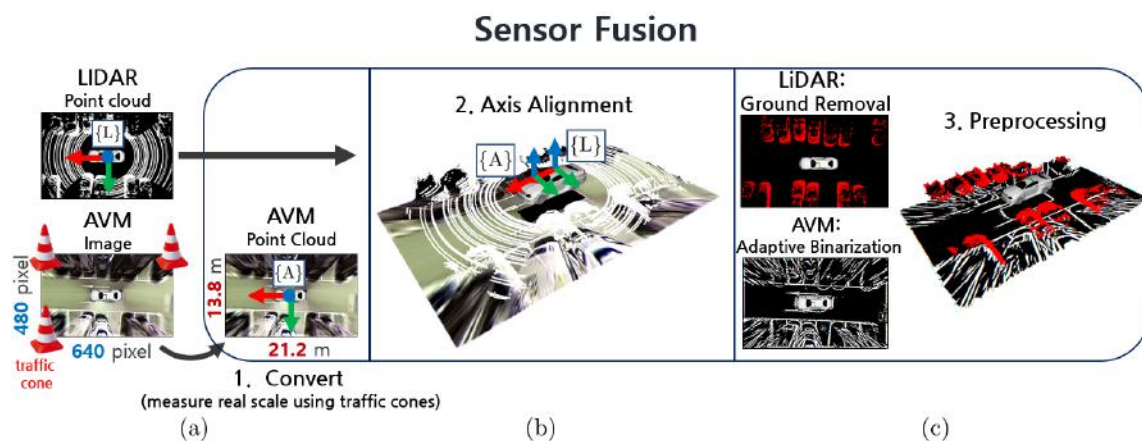 Sensor Fusion
LIDAR
Point cloud
{L}
AVM
Image
480 pixel
640 pixel
traffic
cone
AVM
Point Cloud
{A}
13.8 m
21.2 m
1. Convert
(measure real scale using traffic cones)
(a)
2. Axis Alignment
{A}
{L}
(b)
LiDAR:
Ground Removal
AVM:
Adaptive Binarization
3. Preprocessing
(c)